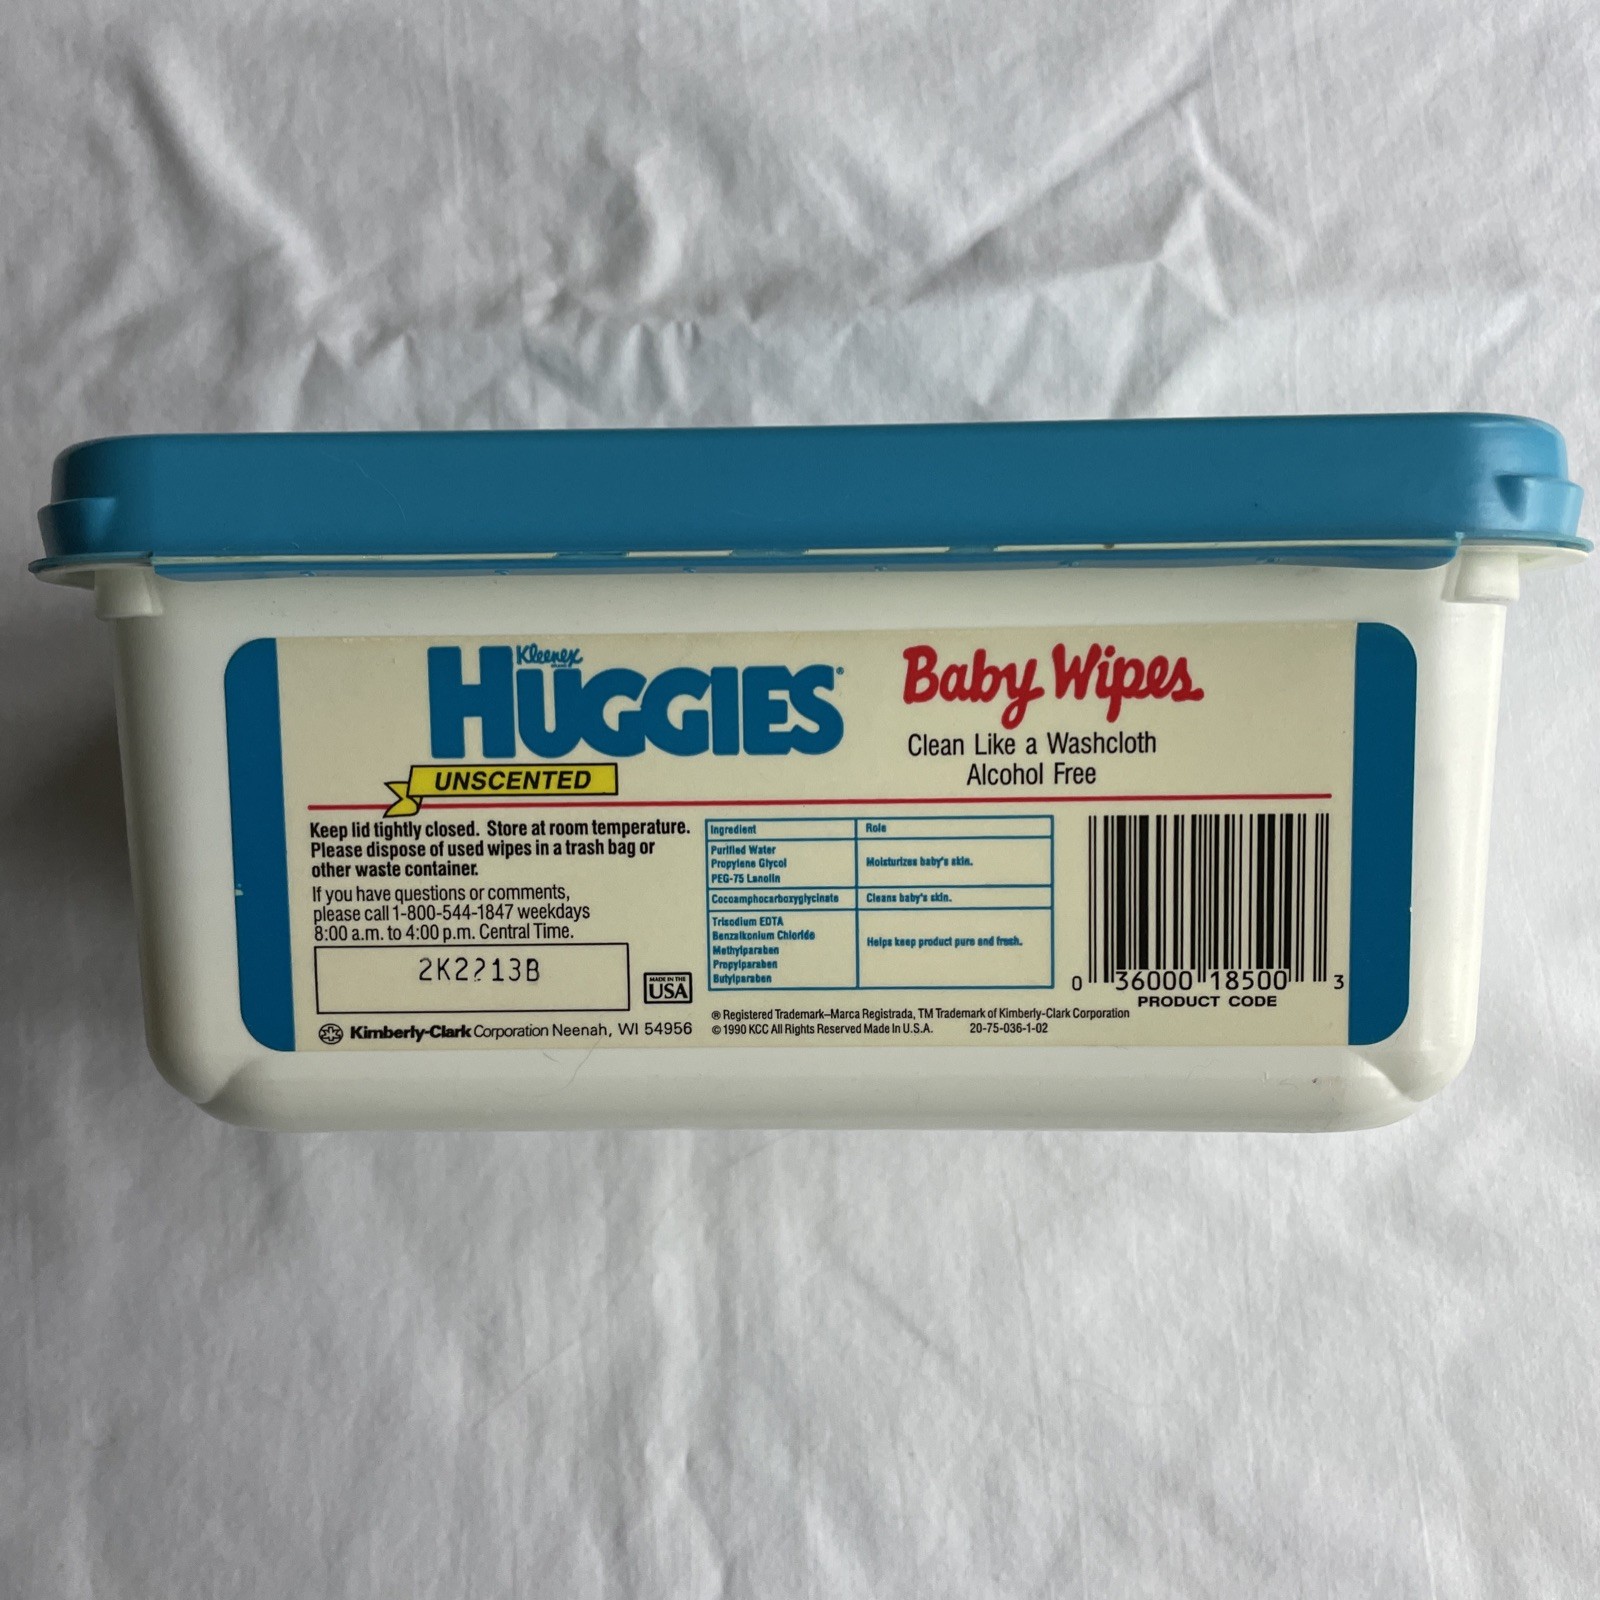 Kleenex
HUGGIES®
Baby Wipes
Clean Like a Washcloth
Alcohol Free
UNSCENTED
Keep lid tightly closed. Store at room temperature.
Please dispose of used wipes in a trash bag or
other waste container.
If you have questions or comments,
please call 1-800-544-1847 weekdays
8:00 a.m. to 4:00 p.m. Central Time.
2K2213B
MADE IN THE
USA
Kimberly-Clark Corporation Neenah, WI 54956
Ingredient Role
Purified Water
Propylene Glycol
PEG-75 Lanolin
Moisturizes baby's skin.
Cocoamphocarboxyglycinate Cleans baby's skin.
Trisodium EDTA
Benzalkonium Chloride
Methylparaben
Propylparaben
Butylparaben
Helps keep product pure and fresh.
® Registered Trademark–Marca Registrada, TM Trademark of Kimberly-Clark Corporation
© 1990 KCC All Rights Reserved Made In U.S.A. 20-75-036-1-02
0 36000 18500 3
PRODUCT CODE